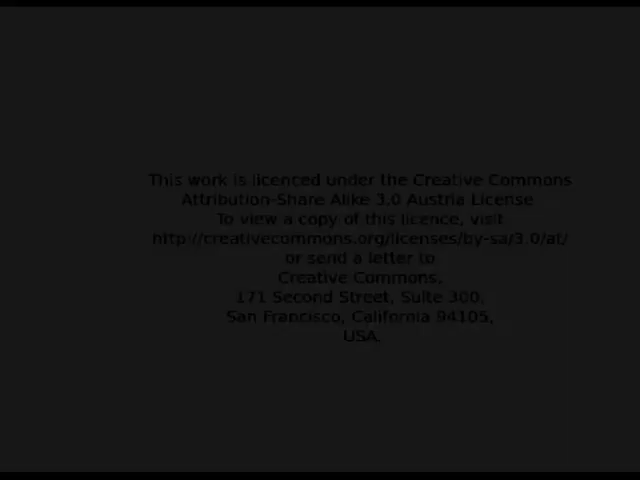 This work is licenced under the Creative Commons
Attribution-Share Alike 3.0 Austria License
To view a copy of this licence, visit
http://creativecommons.org/licenses/by-sa/3.0/at/
or send a letter to
Creative Commons,
171 Second Street, Suite 300,
San Francisco, California 94105,
USA.